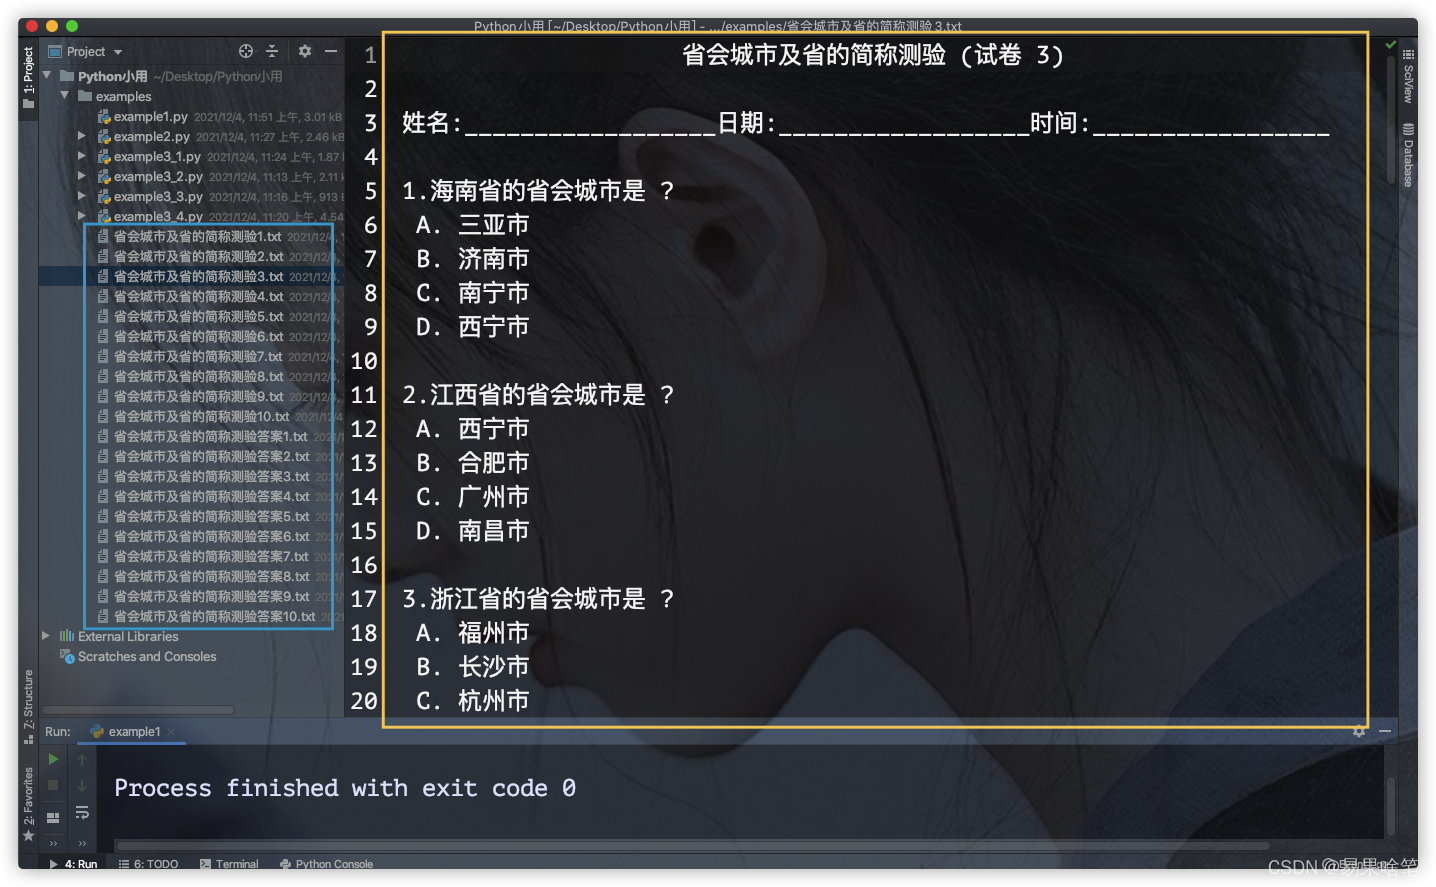 Python小用 [~/Desktop/Python小用] - .../examples/省会城市及省的简称测验3.txt
1: Project
Project
Python小用 ~/Desktop/Python小用
examples
example1.py 2021/12/4, 11:51 上午, 3.01 kB
example2.py 2021/12/4, 11:27 上午, 2.46 kB
example3_1.py 2021/12/4, 11:24 上午, 1.87
example3_2.py 2021/12/4, 11:13 上午, 2.11 k
example3_3.py 2021/12/4, 11:16 上午, 913 B
example3_4.py 2021/12/4, 11:20 上午, 4.54
省会城市及省的简称测验1.txt 2021/12/4, 1
省会城市及省的简称测验2.txt 2021/12/4,
省会城市及省的简称测验3.txt 2021/12/4,
省会城市及省的简称测验4.txt 2021/12/4,
省会城市及省的简称测验5.txt 2021/12/4,
省会城市及省的简称测验6.txt 2021/12/4,
省会城市及省的简称测验7.txt 2021/12/4,
省会城市及省的简称测验8.txt 2021/12/4,
省会城市及省的简称测验9.txt 2021/12/4,
省会城市及省的简称测验10.txt 2021/12/4
省会城市及省的简称测验答案1.txt 2021/
省会城市及省的简称测验答案2.txt 2021/
省会城市及省的简称测验答案3.txt 2021/
省会城市及省的简称测验答案4.txt 2021/
省会城市及省的简称测验答案5.txt 2021/
省会城市及省的简称测验答案6.txt 2021/
省会城市及省的简称测验答案7.txt 2021/
省会城市及省的简称测验答案8.txt 2021/
省会城市及省的简称测验答案9.txt 2021/
省会城市及省的简称测验答案10.txt 2021
External Libraries
Scratches and Consoles
7: Structure
2: Favorites
1 省会城市及省的简称测验 (试卷 3)
2
3 姓名:__________________日期:__________________时间:_________________
4
5 1.海南省的省会城市是 ?
6 A. 三亚市
7 B. 济南市
8 C. 南宁市
9 D. 西宁市
10
11 2.江西省的省会城市是 ?
12 A. 西宁市
13 B. 合肥市
14 C. 广州市
15 D. 南昌市
16
17 3.浙江省的省会城市是 ?
18 A. 福州市
19 B. 长沙市
20 C. 杭州市
SciView
Database
Run: example1
Process finished with exit code 0
4: Run 6: TODO Terminal Python Console
CSDN @易果啥笔